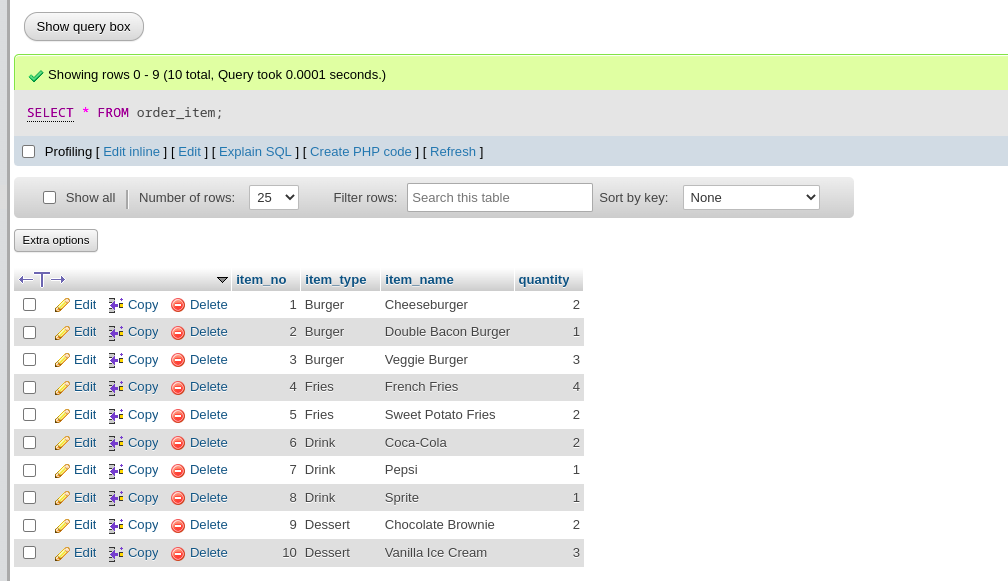 Show query box
Showing rows 0 - 9 (10 total, Query took 0.0001 seconds.)
SELECT * FROM order_item;
Profiling [ Edit inline ] [ Edit ] [ Explain SQL ] [ Create PHP code ] [ Refresh ]
Show all Number of rows: 25 Filter rows: Search this table Sort by key: None
Extra options
←T→ item_no item_type item_name quantity
Edit Copy Delete 1 Burger Cheeseburger 2
Edit Copy Delete 2 Burger Double Bacon Burger 1
Edit Copy Delete 3 Burger Veggie Burger 3
Edit Copy Delete 4 Fries French Fries 4
Edit Copy Delete 5 Fries Sweet Potato Fries 2
Edit Copy Delete 6 Drink Coca-Cola 2
Edit Copy Delete 7 Drink Pepsi 1
Edit Copy Delete 8 Drink Sprite 1
Edit Copy Delete 9 Dessert Chocolate Brownie 2
Edit Copy Delete 10 Dessert Vanilla Ice Cream 3